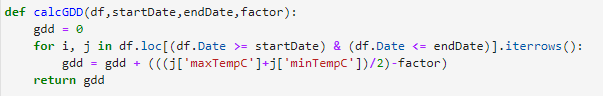 def calcGDD(df,startDate,endDate,factor):
    gdd = 0
    for i, j in df.loc[(df.Date >= startDate) & (df.Date <= endDate)].iterrows():
        gdd = gdd + (((j['maxTempC']+j['minTempC'])/2)-factor)
    return gdd